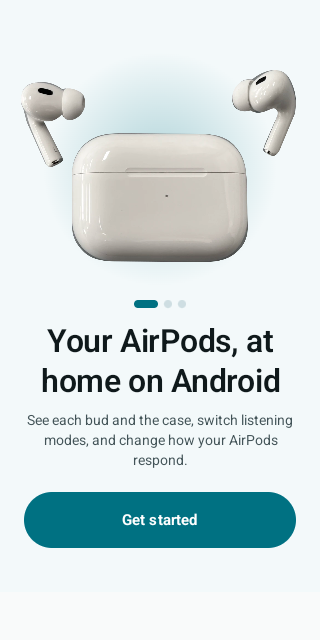 Your AirPods, at
home on Android
See each bud and the case, switch listening
modes, and change how your AirPods
respond.
Get started